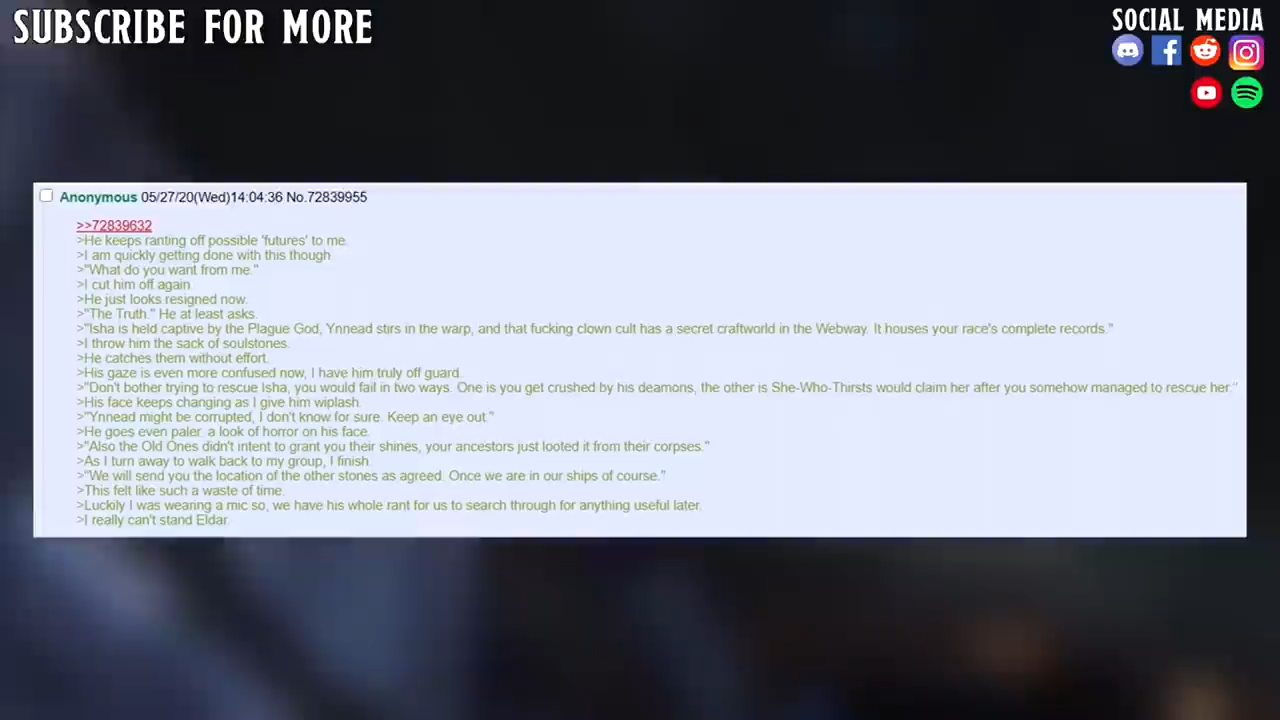 SUBSCRIBE FOR MORE
SOCIAL MEDIA
Anonymous 05/27/20(Wed)14:04:36 No.72839955
>>72839632
>He keeps ranting off possible 'futures' to me.
>I am quickly getting done with this though
>"What do you want from me."
>I cut him off again
>He just looks resigned now.
>"The Truth." He at least asks.
>"Isha is held captive by the Plague God, Ynnead stirs in the warp, and that fucking clown cult has a secret craftworld in the Webway. It houses your race's complete records."
>I throw him the sack of soulstones.
>He catches them without effort.
>His gaze is even more confused now, I have him truly off guard.
>"Don't bother trying to rescue Isha, you would fail in two ways. One is you get crushed by his deamons, the other is She-Who-Thirsts would claim her after you somehow managed to rescue her."
>His face keeps changing as I give him wiplash.
>"Ynnead might be corrupted, I don't know for sure. Keep an eye out."
>He goes even paler. a look of horror on his face.
>"Also the Old Ones didn't intent to grant you their shines, your ancestors just looted it from their corpses."
>As I turn away to walk back to my group, I finish.
>"We will send you the location of the other stones as agreed. Once we are in our ships of course."
>This felt like such a waste of time.
>Luckily I was wearing a mic so, we have his whole rant for us to search through for anything useful later.
>I really can't stand Eldar.